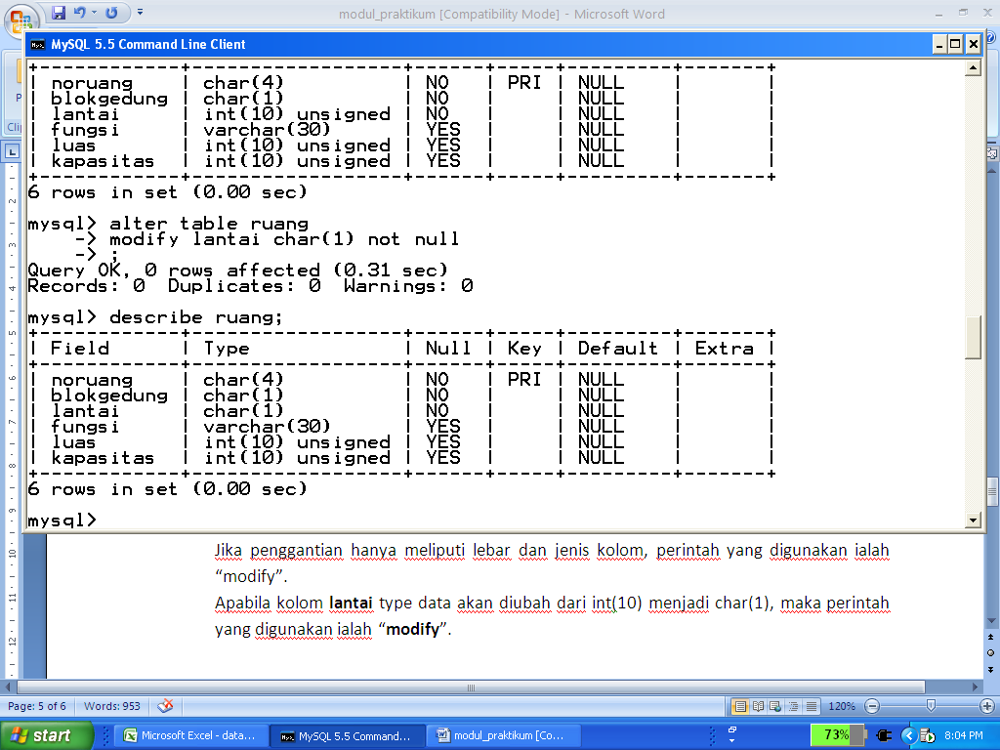 modul_praktikum [Compatibility Mode] - Microsoft Word
MySQL 5.5 Command Line Client
+-------------+------------------+------+-----+---------+-------+
| noruang     | char(4)          | NO   | PRI | NULL    |       |
| blokgedung  | char(1)          | NO   |     | NULL    |       |
| lantai      | int(10) unsigned | NO   |     | NULL    |       |
| fungsi      | varchar(30)      | YES  |     | NULL    |       |
| luas        | int(10) unsigned | YES  |     | NULL    |       |
| kapasitas   | int(10) unsigned | YES  |     | NULL    |       |
+-------------+------------------+------+-----+---------+-------+
6 rows in set (0.00 sec)
mysql> alter table ruang
-> modify lantai char(1) not null
-> ;
Query OK, 0 rows affected (0.31 sec)
Records: 0  Duplicates: 0  Warnings: 0
mysql> describe ruang;
+-------------+------------------+------+-----+---------+-------+
| Field       | Type             | Null | Key | Default | Extra |
+-------------+------------------+------+-----+---------+-------+
| noruang     | char(4)          | NO   | PRI | NULL    |       |
| blokgedung  | char(1)          | NO   |     | NULL    |       |
| lantai      | char(1)          | NO   |     | NULL    |       |
| fungsi      | varchar(30)      | YES  |     | NULL    |       |
| luas        | int(10) unsigned | YES  |     | NULL    |       |
| kapasitas   | int(10) unsigned | YES  |     | NULL    |       |
+-------------+------------------+------+-----+---------+-------+
6 rows in set (0.00 sec)
mysql>
Jika penggantian hanya meliputi lebar dan jenis kolom, perintah yang digunakan ialah
“modify”.
Apabila kolom lantai type data akan diubah dari int(10) menjadi char(1), maka perintah
yang digunakan ialah “modify”.
Page: 5 of 6 Words: 953 120%
start Microsoft Excel - data... MySQL 5.5 Command... modul_praktikum [Co... 73% 8:04 PM